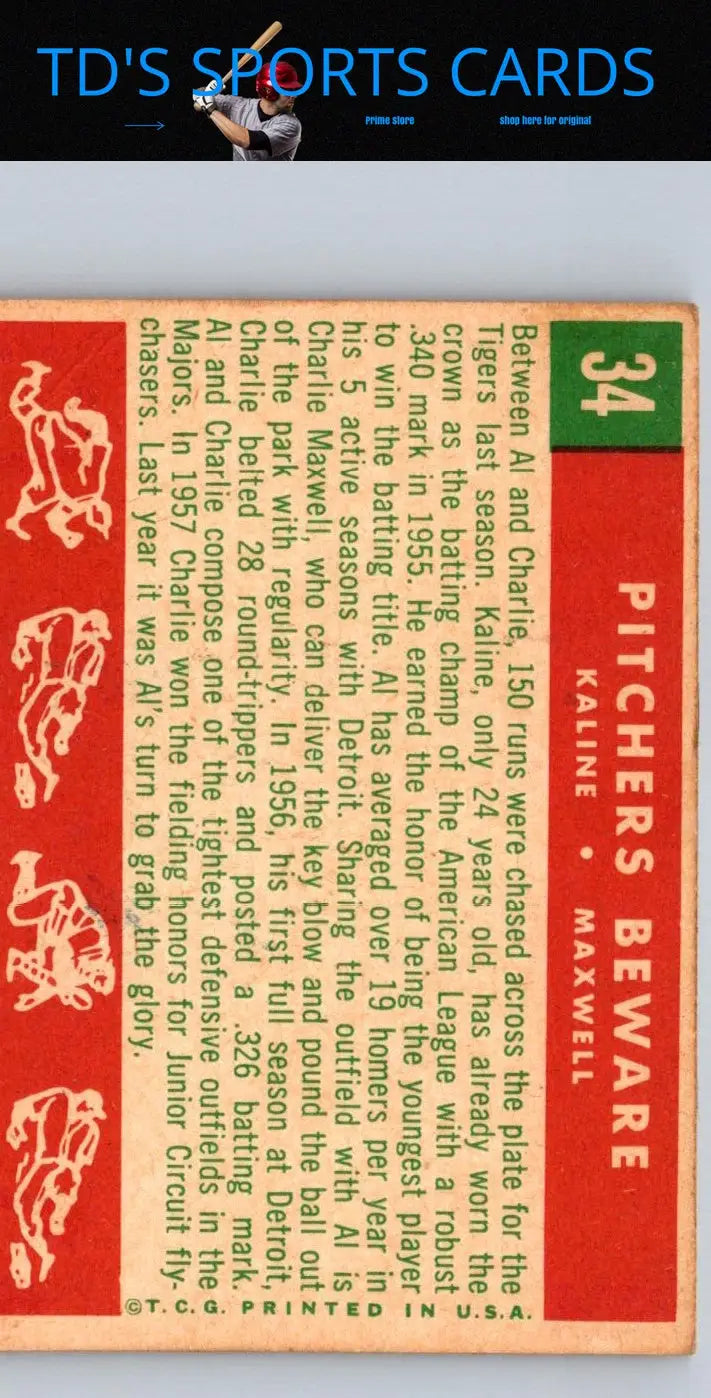 TD'S SPORTS CARDS
Prime store
shop here for original
34
PITCHERS BEWARE
KALINE • MAXWELL
Between Al and Charlie, 150 runs were chased across the plate for the
Tigers last season. Kaline, only 24 years old, has already worn the
crown as the batting champ of the American League with a robust
.340 mark in 1955. He earned the honor of being the youngest player
to win the batting title. Al has averaged over 19 homers per year in
his 5 active seasons with Detroit. Sharing the outfield with Al is
Charlie Maxwell, who can deliver the key blow and pound the ball out
of the park with regularity. In 1956, his first full season at Detroit,
Charlie belted 28 round-trippers and posted a .326 batting mark.
Al and Charlie compose one of the tightest defensive outfields in the
Majors. In 1957 Charlie won the fielding honors for Junior Circuit fly-
chasers. Last year it was Al's turn to grab the glory.
©T.C.G. PRINTED IN U.S.A.